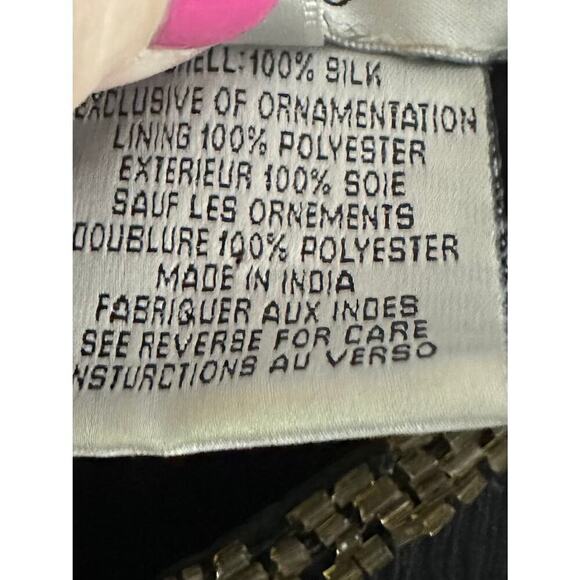 SHELL: 100% SILK
EXCLUSIVE OF ORNAMENTATION
LINING 100% POLYESTER
EXTERIEUR 100% SOIE
SAUF LES ORNEMENTS
DOUBLURE 100% POLYESTER
MADE IN INDIA
FABRIQUER AUX INDES
SEE REVERSE FOR CARE
INSTURCTIONS AU VERSO